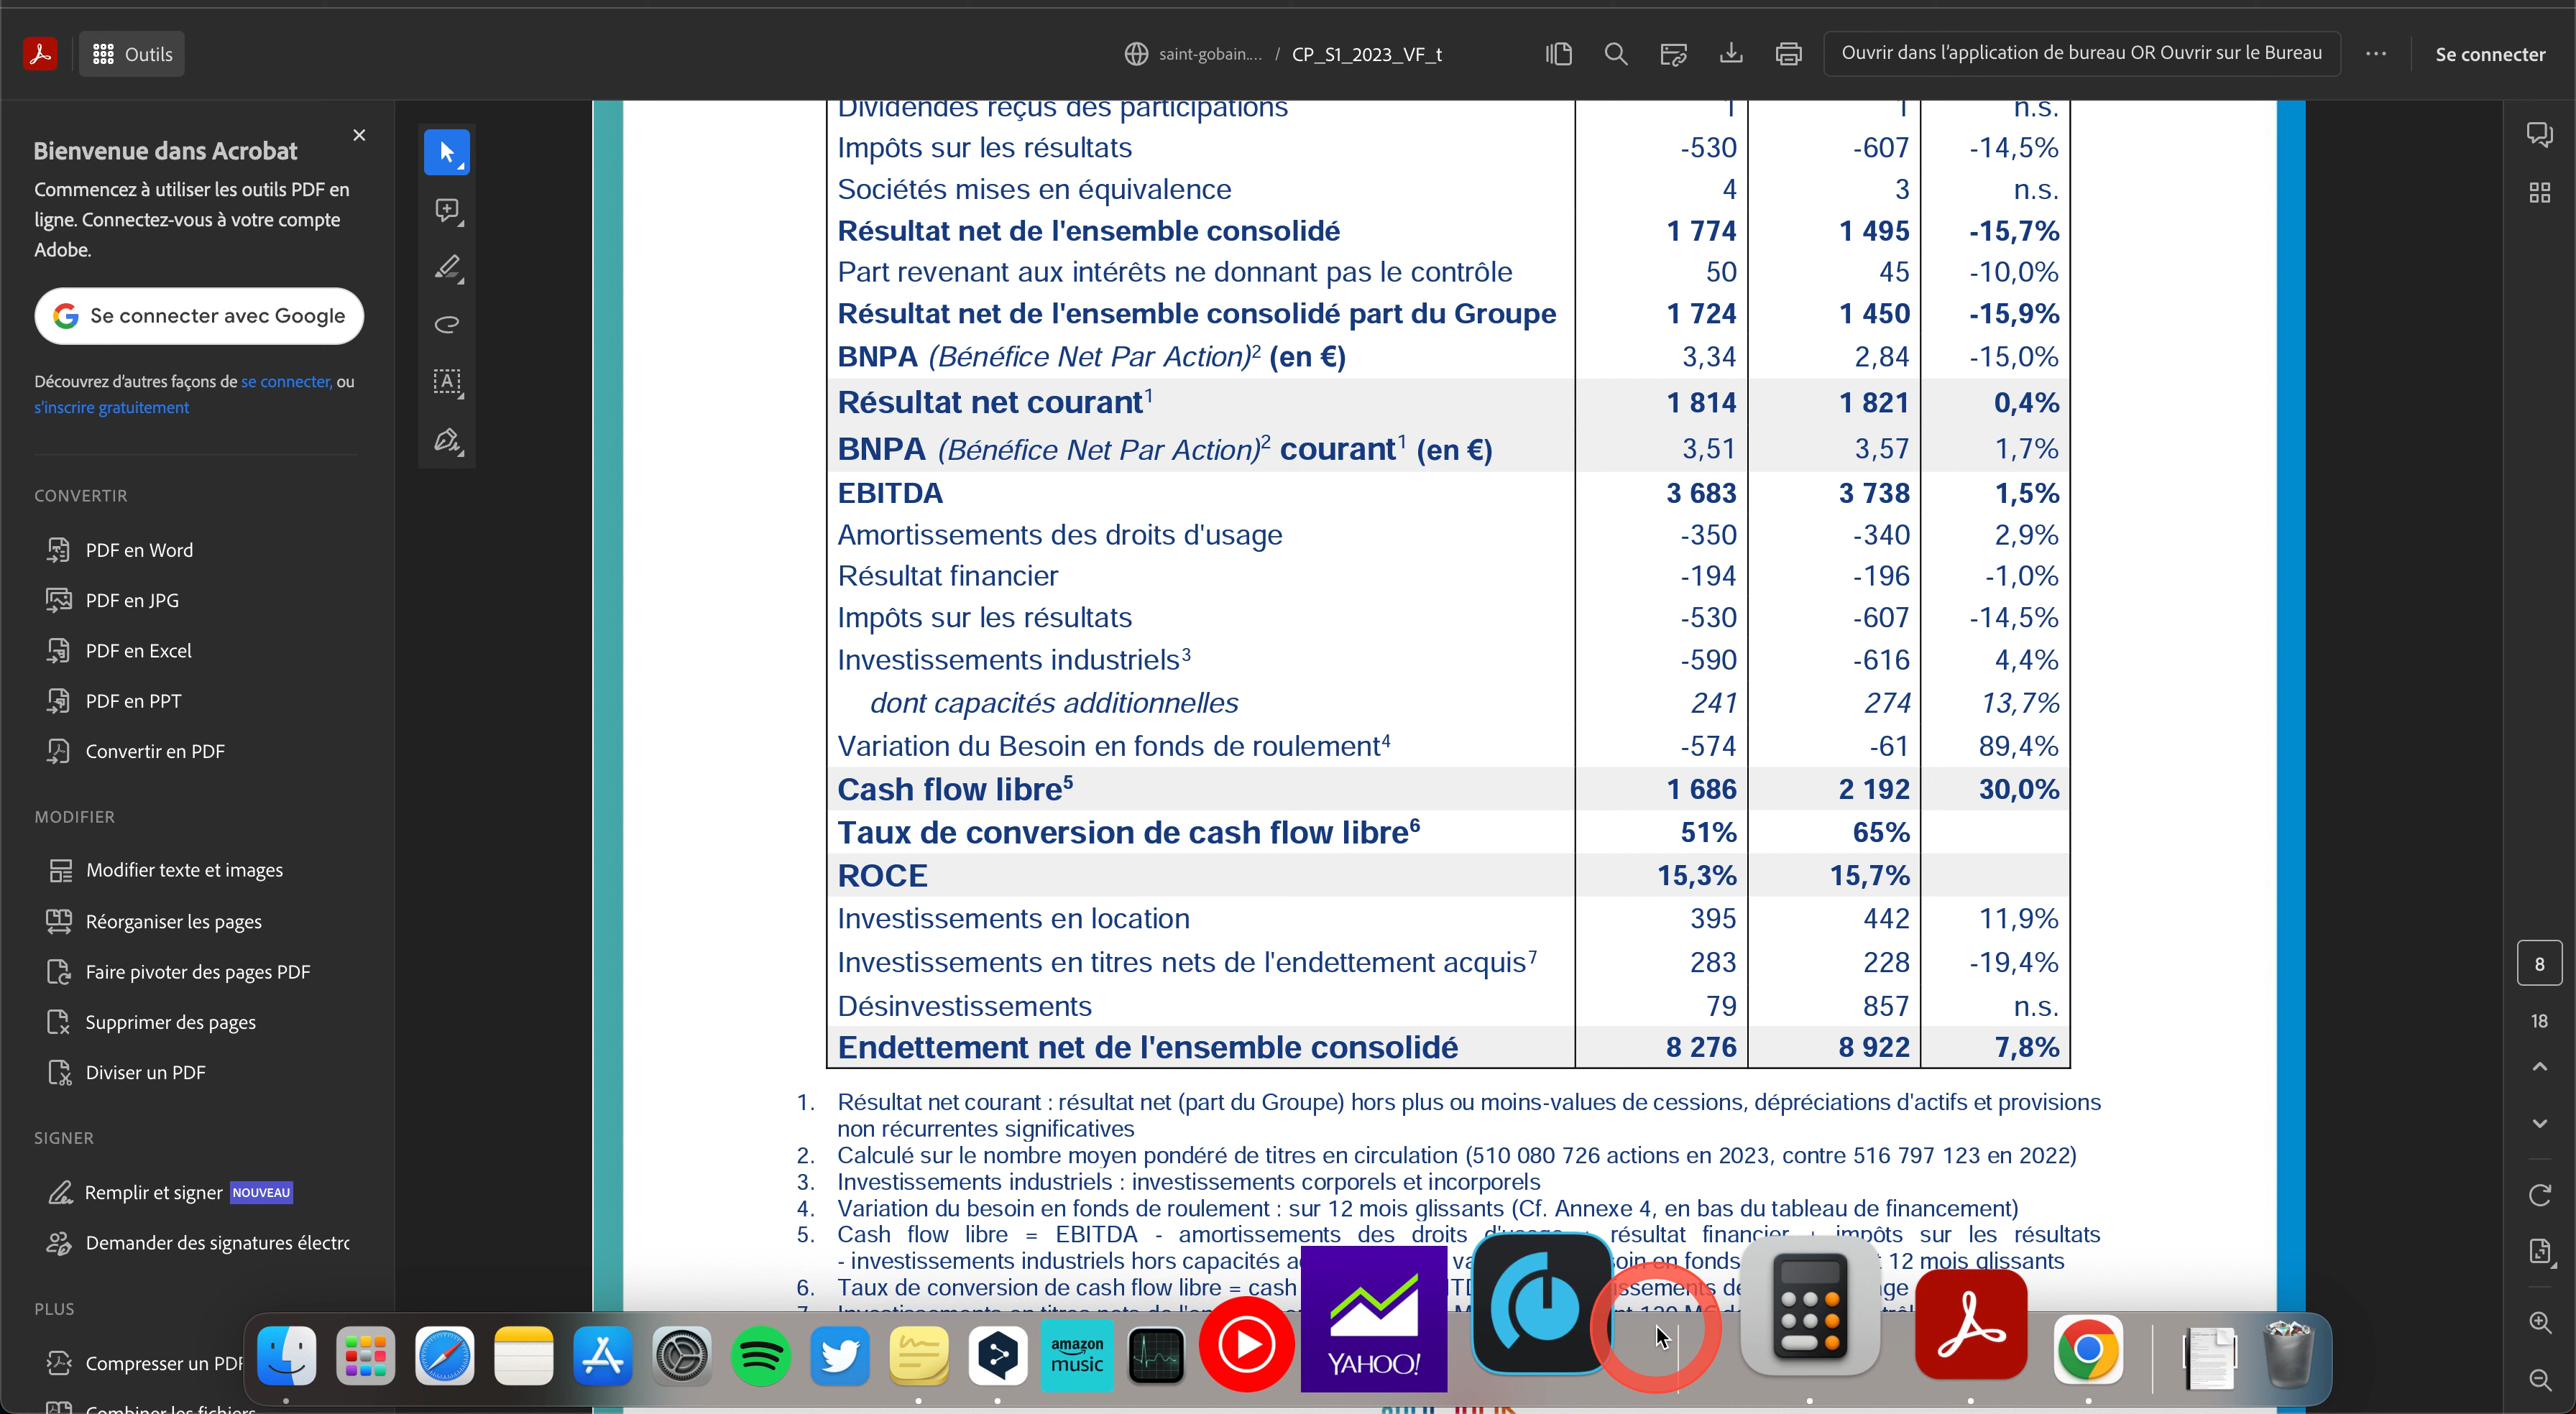 Outils
saint-gobain.... / CP_S1_2023_VF_t
Ouvrir dans l'application de bureau OR Ouvrir sur le Bureau
Se connecter
Bienvenue dans Acrobat
Commencez à utiliser les outils PDF en
ligne. Connectez-vous à votre compte
Adobe.
Se connecter avec Google
Découvrez d'autres façons de se connecter, ou
s'inscrire gratuitement
CONVERTIR
PDF en Word
PDF en JPG
PDF en Excel
PDF en PPT
Convertir en PDF
MODIFIER
Modifier texte et images
Réorganiser les pages
Faire pivoter des pages PDF
Supprimer des pages
Diviser un PDF
SIGNER
Remplir et signer NOUVEAU
Demander des signatures électro
PLUS
Compresser un PDF
Combiner les fichiers
Dividendes reçus des participations 1 1 n.s.
Impôts sur les résultats -530 -607 -14,5%
Sociétés mises en équivalence 4 3 n.s.
Résultat net de l'ensemble consolidé 1 774 1 495 -15,7%
Part revenant aux intérêts ne donnant pas le contrôle 50 45 -10,0%
Résultat net de l'ensemble consolidé part du Groupe 1 724 1 450 -15,9%
BNPA (Bénéfice Net Par Action)2 (en €) 3,34 2,84 -15,0%
Résultat net courant1 1 814 1 821 0,4%
BNPA (Bénéfice Net Par Action)2 courant1 (en €) 3,51 3,57 1,7%
EBITDA 3 683 3 738 1,5%
Amortissements des droits d'usage -350 -340 2,9%
Résultat financier -194 -196 -1,0%
Impôts sur les résultats -530 -607 -14,5%
Investissements industriels3 -590 -616 4,4%
dont capacités additionnelles 241 274 13,7%
Variation du Besoin en fonds de roulement4 -574 -61 89,4%
Cash flow libre5 1 686 2 192 30,0%
Taux de conversion de cash flow libre6 51% 65%
ROCE 15,3% 15,7%
Investissements en location 395 442 11,9%
Investissements en titres nets de l'endettement acquis7 283 228 -19,4%
Désinvestissements 79 857 n.s.
Endettement net de l'ensemble consolidé 8 276 8 922 7,8%
1. Résultat net courant : résultat net (part du Groupe) hors plus ou moins-values de cessions, dépréciations d'actifs et provisions
non récurrentes significatives
2. Calculé sur le nombre moyen pondéré de titres en circulation (510 080 726 actions en 2023, contre 516 797 123 en 2022)
3. Investissements industriels : investissements corporels et incorporels
4. Variation du besoin en fonds de roulement : sur 12 mois glissants (Cf. Annexe 4, en bas du tableau de financement)
5. Cash flow libre = EBITDA - amortissements des droits résultat financier impôts sur les résultats
- investissements industriels hors capacités fonds 12 mois glissants
6. Taux de conversion de cash flow libre = cash
8
18
amazon
music
YAHOO!